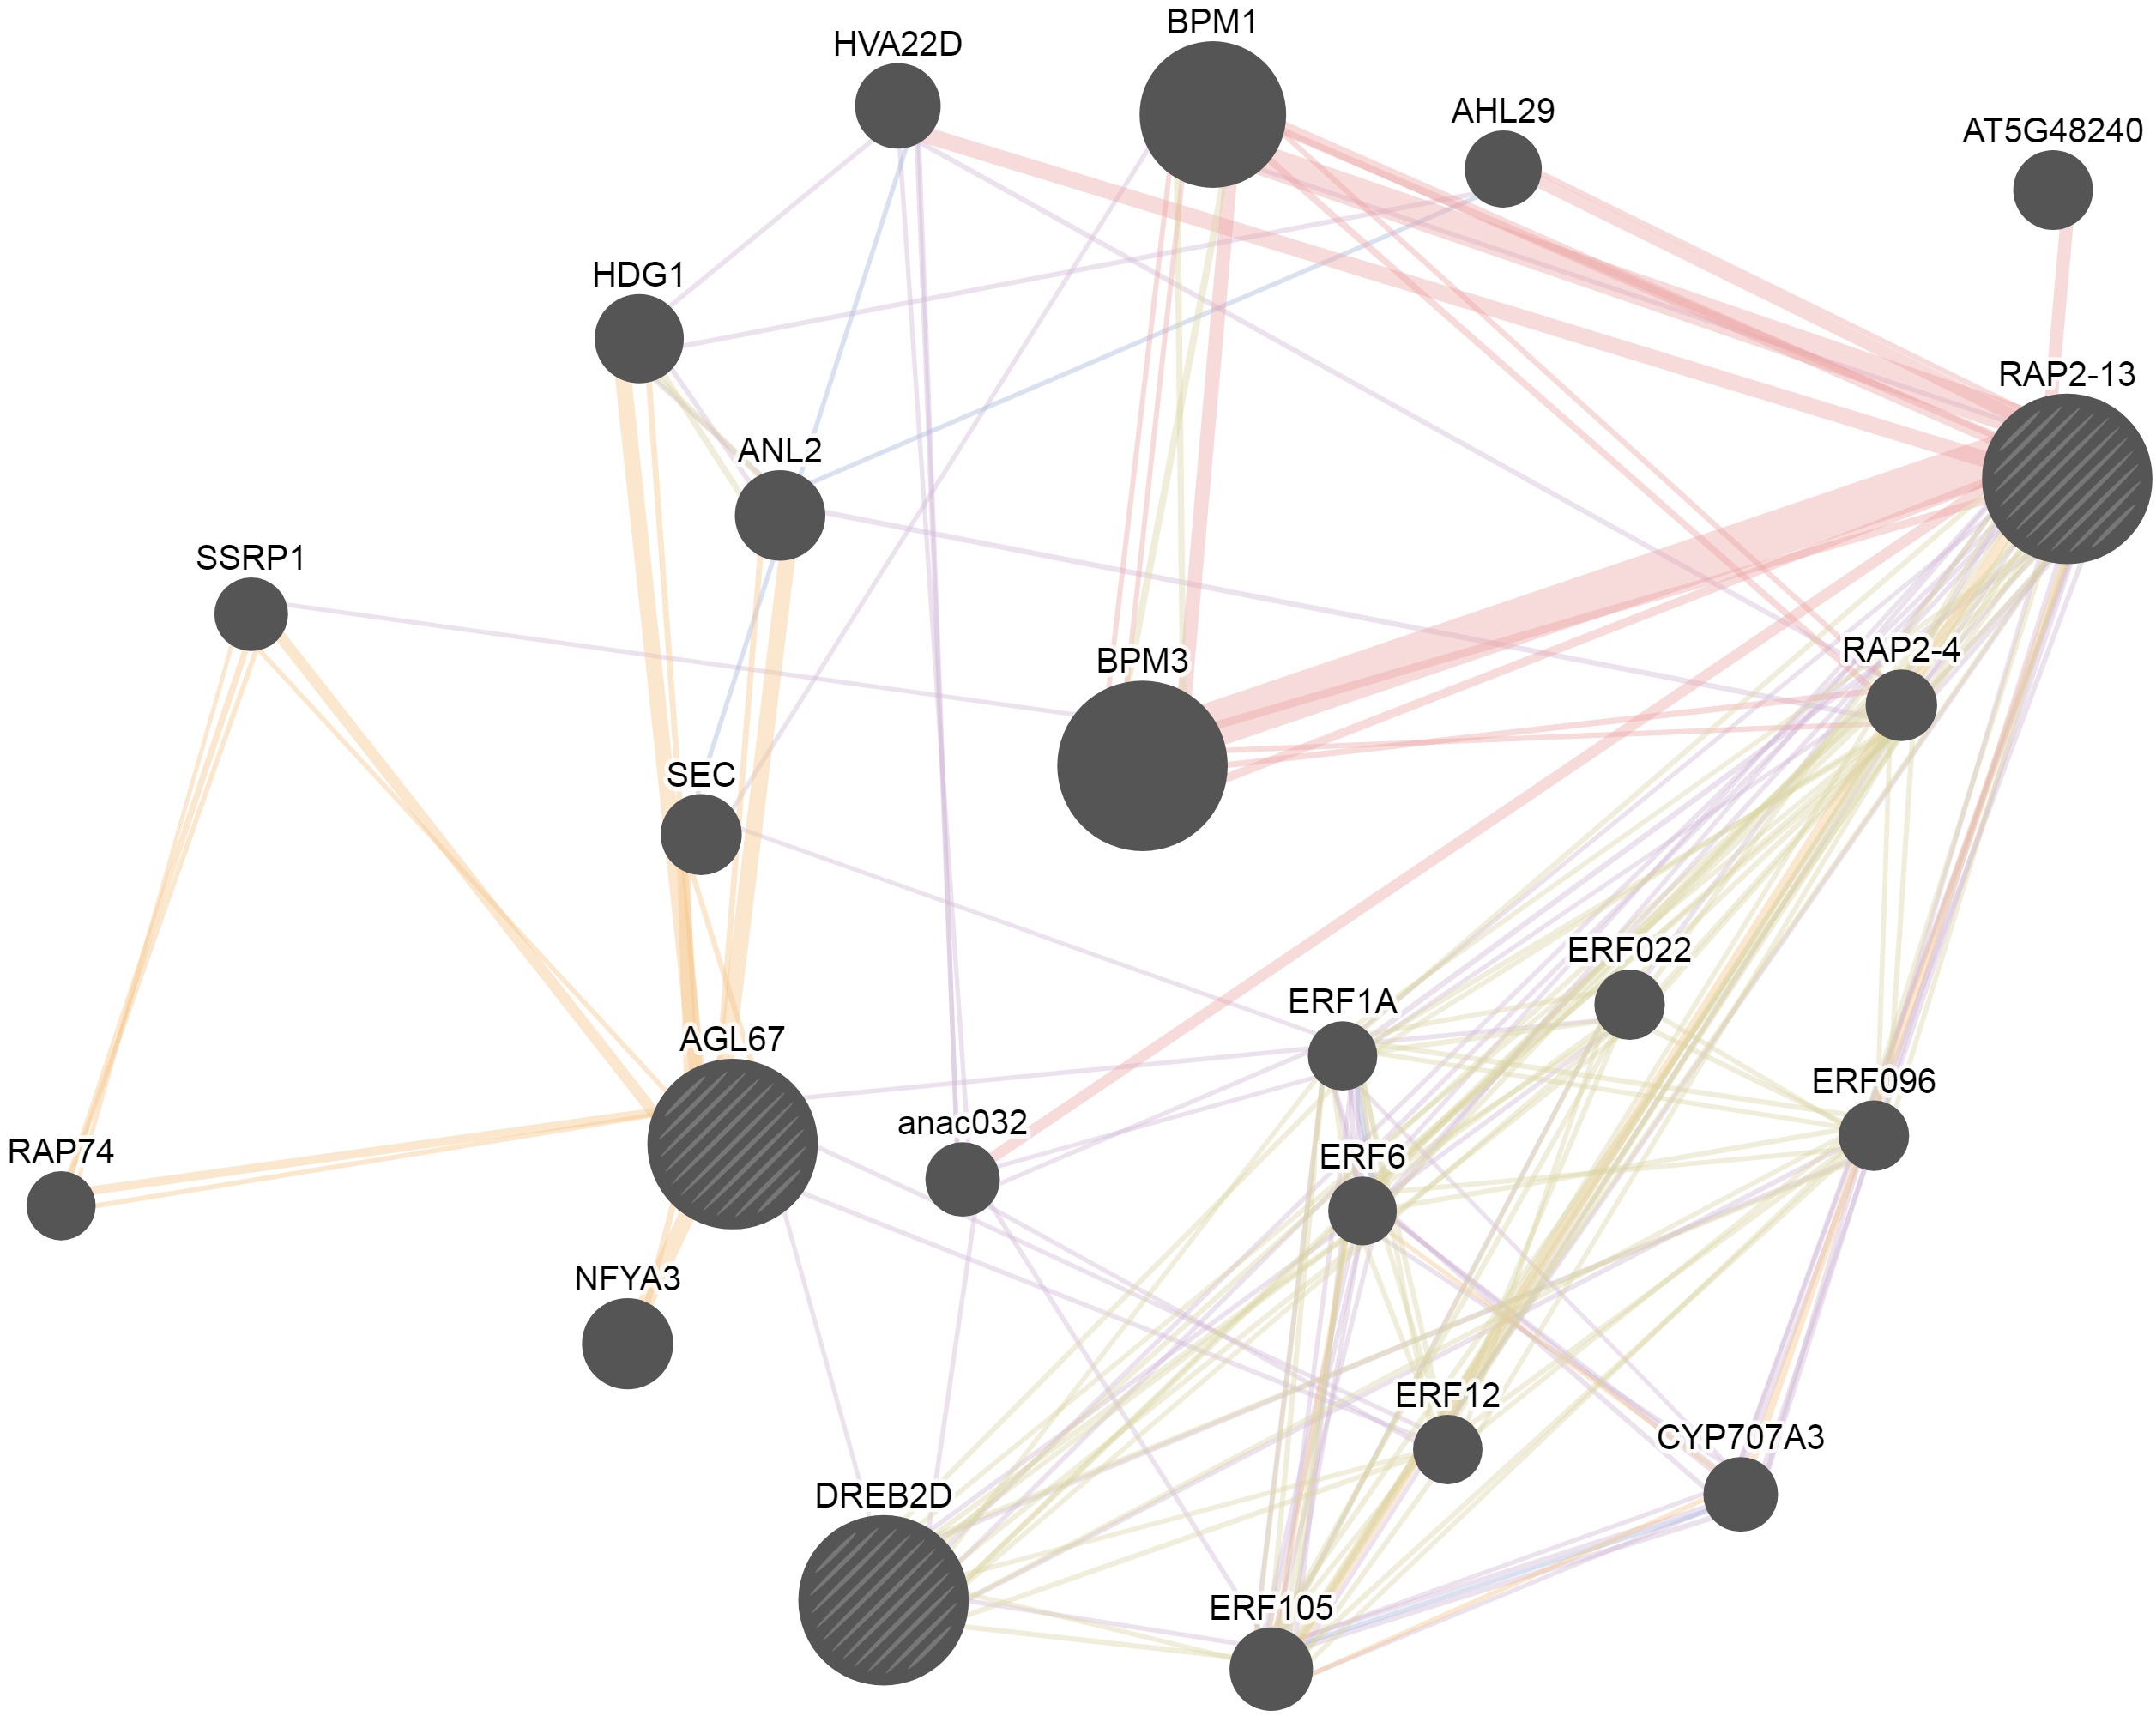 BPM1
HVA22D
AHL29
AT5G48240
HDG1
RAP2-13
ANL2
SSRP1
RAP2-4
BPM3
SEC
ERF022
ERF1A
AGL67
ERF096
anac032
RAP74
ERF6
NFYA3
ERF12
CYP707A3
DREB2D
ERF105